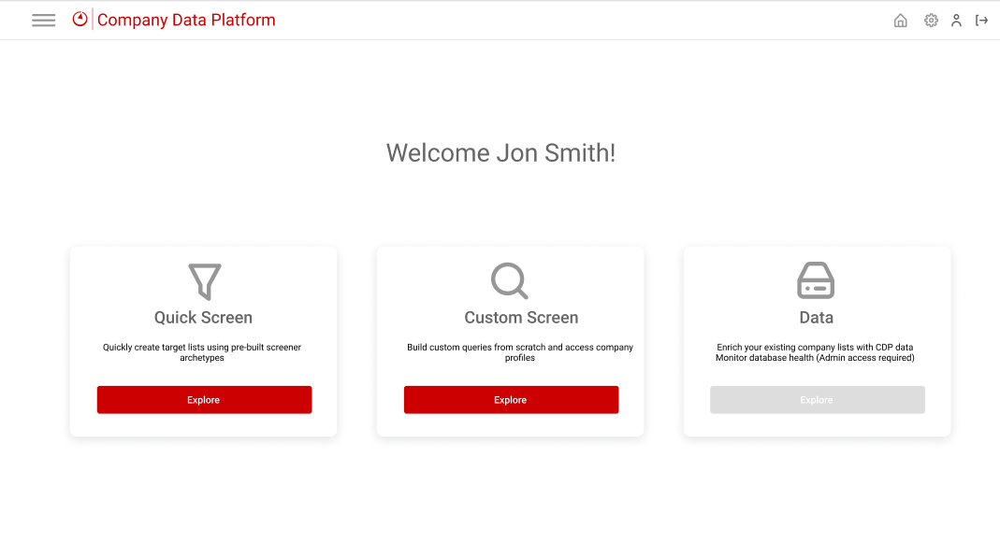 Company Data Platform
Welcome Jon Smith!
Quick Screen
Quickly create target lists using pre-built screener
archetypes
Explore
Custom Screen
Build custom queries from scratch and access company
profiles
Explore
Data
Enrich your existing company lists with CDP data
Monitor database health (Admin access required)
Explore